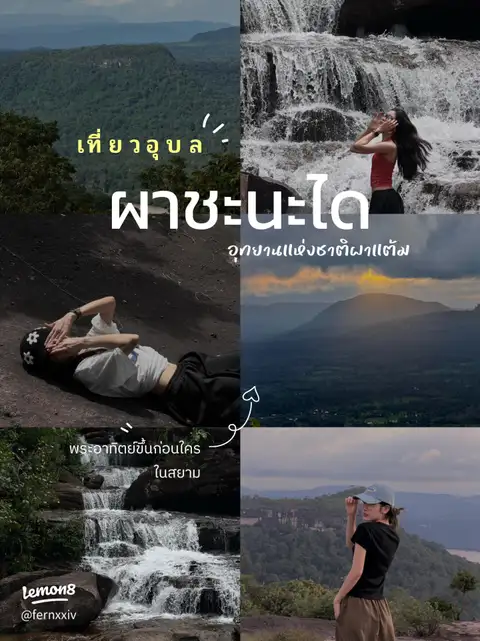 เที่ยวอุบล
ผาชะนะได
อุทยานแห่งชาติผาแต้ม
พระอาทิตย์ขึ้นก่อนใคร
ในสยาม
lemon8
@fernxxiv